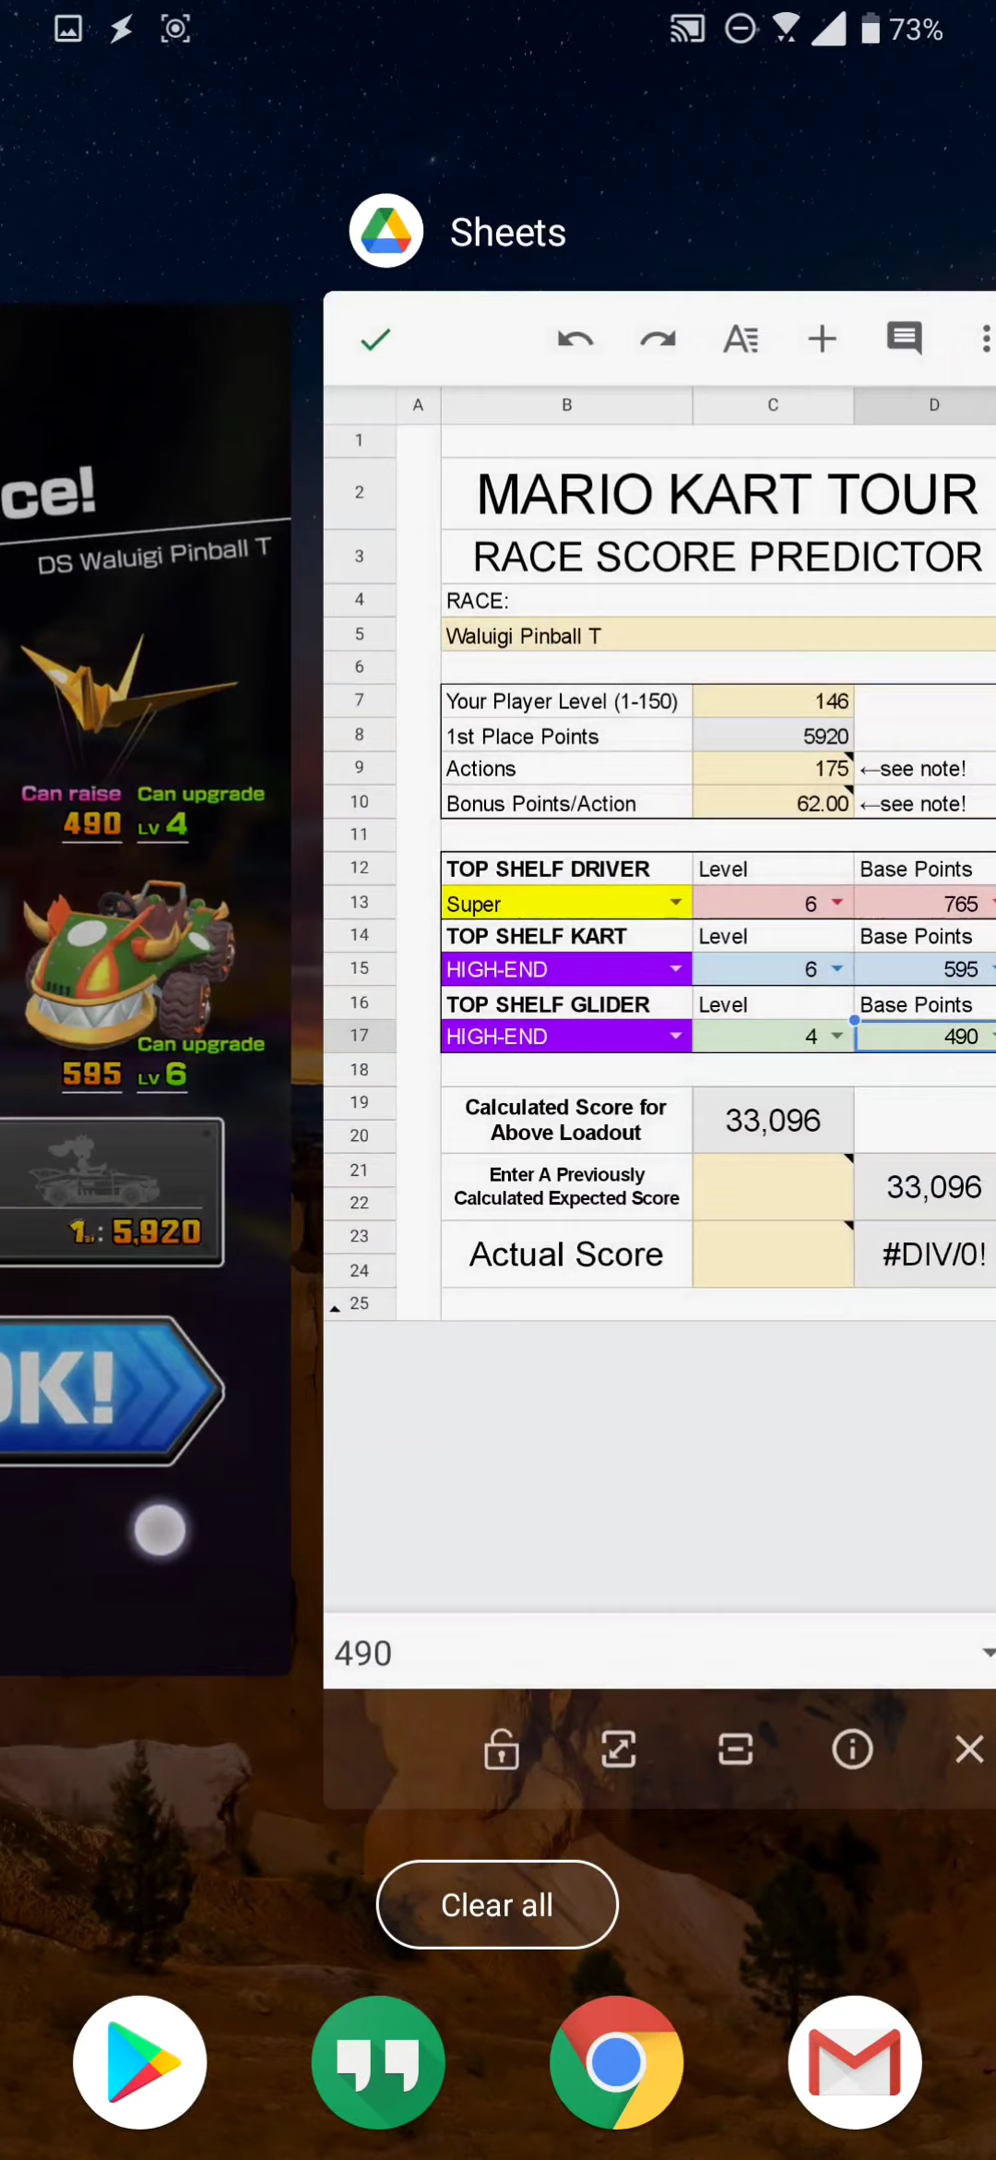 73%
Sheets
ce!
DS Waluigi Pinball T
Can raise Can upgrade
490 LV 4
Can upgrade
595 LV 6
1st: 5,920
OK!
A B C D
1
2 MARIO KART TOUR
3 RACE SCORE PREDICTOR
4 RACE:
5 Waluigi Pinball T
6
7 Your Player Level (1-150) 146
8 1st Place Points 5920
9 Actions 175 ←see note!
10 Bonus Points/Action 62.00 ←see note!
11
12 TOP SHELF DRIVER Level Base Points
13 Super 6 765
14 TOP SHELF KART Level Base Points
15 HIGH-END 6 595
16 TOP SHELF GLIDER Level Base Points
17 HIGH-END 4 490
18
19 Calculated Score for 33,096
20 Above Loadout
21 Enter A Previously 33,096
22 Calculated Expected Score
23 Actual Score #DIV/0!
24
25
490
Clear all